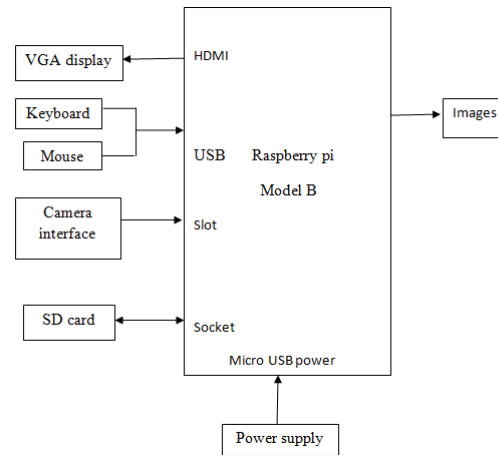 VGA display
HDMI
Keyboard
Images
Mouse
USB Raspberry pi
Model B
Camera
interface
Slot
SD card
Socket
Micro USB power
Power supply